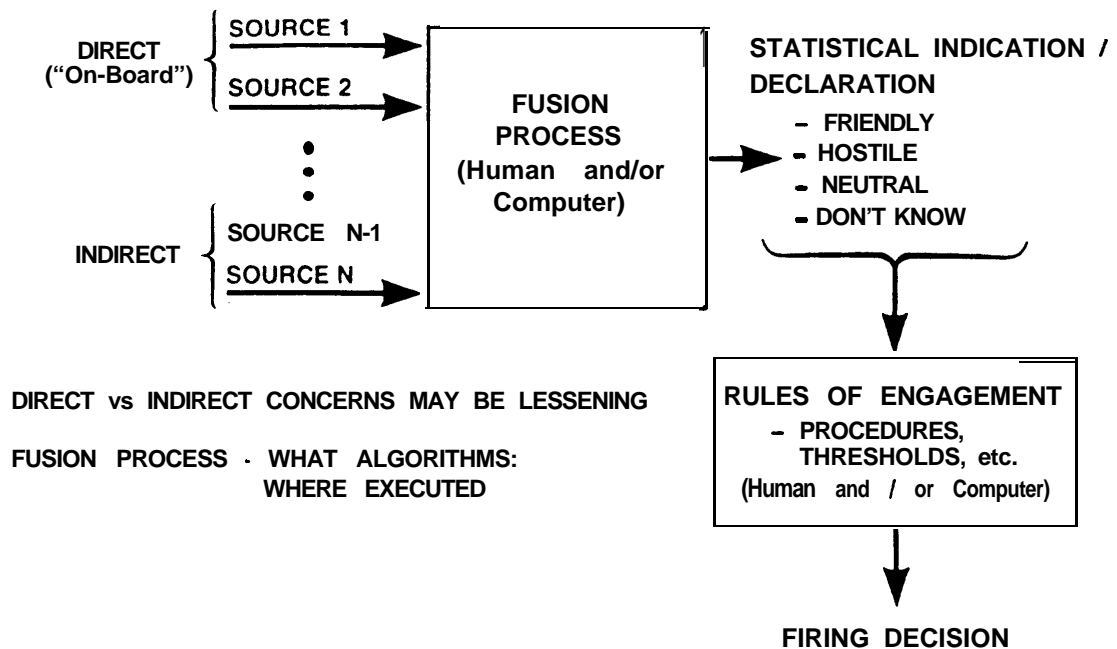 DIRECT
("On-Board")
SOURCE 1
SOURCE 2
INDIRECT
SOURCE N-1
SOURCE N
FUSION
PROCESS
(Human and/or
Computer)
STATISTICAL INDICATION /
DECLARATION
– FRIENDLY
– HOSTILE
– NEUTRAL
– DON'T KNOW
RULES OF ENGAGEMENT
– PROCEDURES,
THRESHOLDS, etc.
(Human and / or Computer)
FIRING DECISION
DIRECT vs INDIRECT CONCERNS MAY BE LESSENING
FUSION PROCESS - WHAT ALGORITHMS:
WHERE EXECUTED